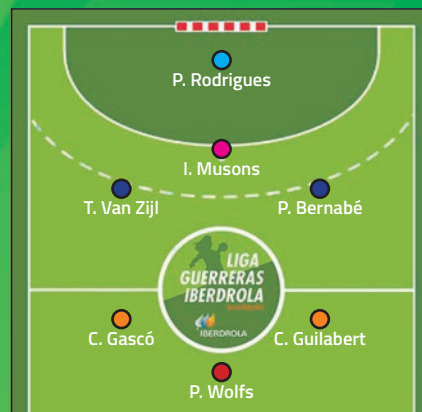 P. Rodrigues
I. Musons
T. Van Zijl
P. Bernabé
LIGA
GUERRERAS
IBERDROLA
IBERDROLA
C. Gascó
C. Guilabert
P. Wolfs